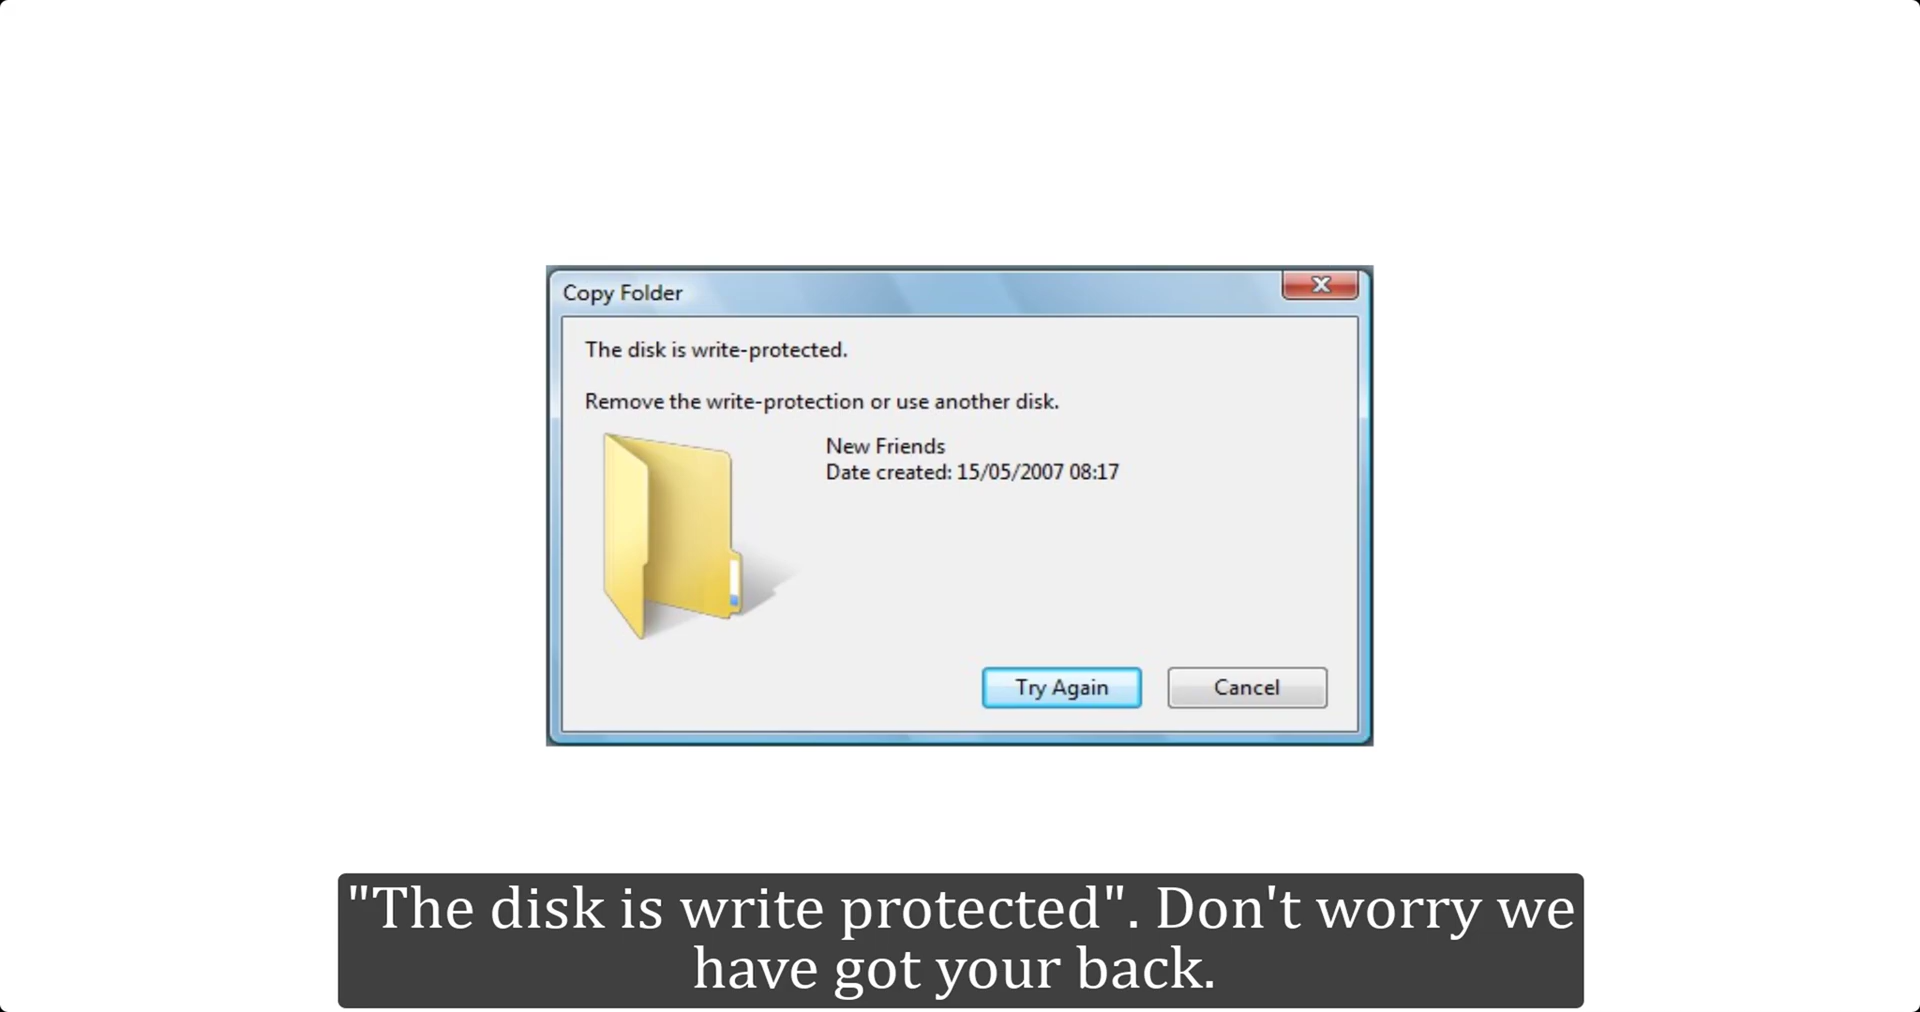 Copy Folder
The disk is write-protected.
Remove the write-protection or use another disk.
New Friends
Date created: 15/05/2007 08:17
Try Again
Cancel
"The disk is write protected". Don't worry we
have got your back.